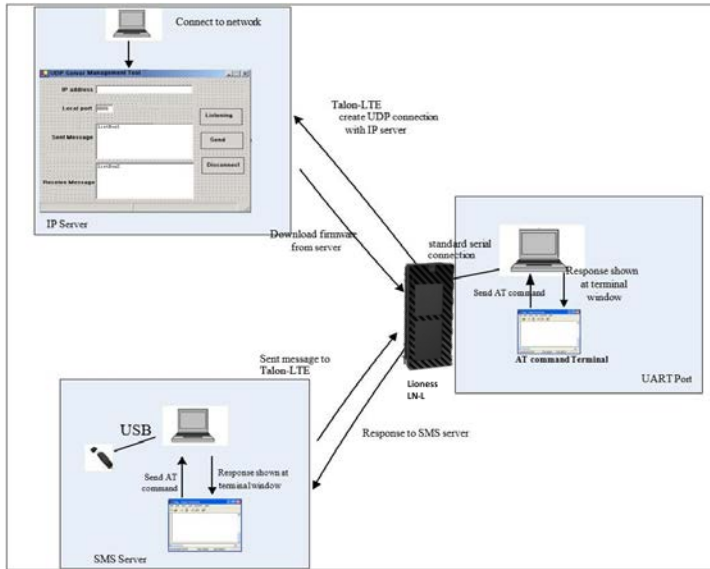 Connect to network
UDP Server Management Tool
IP address
Local port
Listening
Sent Message
Send
Disconnect
Receive Message
IP Server
Talon-LTE
create UDP connection
with IP server
Download firmware
from server
standard serial
connection
Response shown
at terminal
window
Send AT command
AT command Terminal
UART Port
Lioness
LN-L
Sent message to
Talon-LTE
Response to SMS server
USB
Send AT
command
Response shown at
terminal window
SMS Server